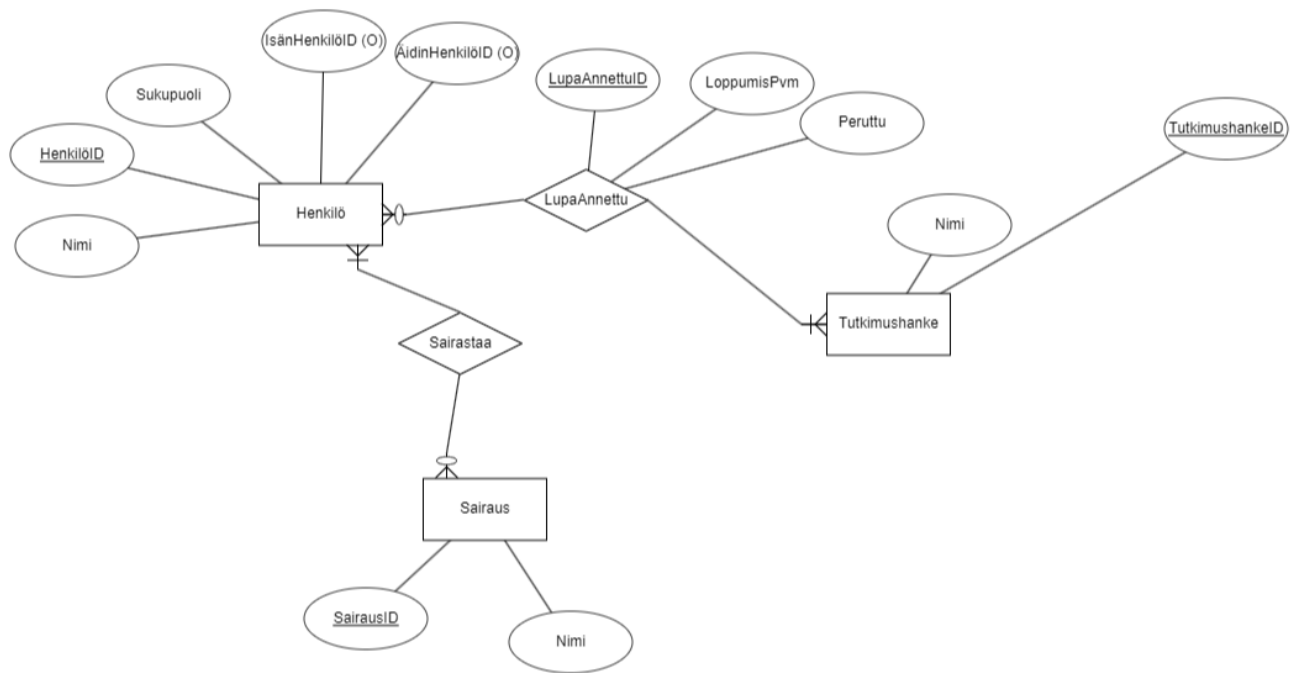 IsänHenkilöID (O)
ÄidinHenkilöID (O)
LupaAnnettuID
LoppumisPvm
Sukupuoli
Peruttu
TutkimushankeID
HenkilöID
Henkilö
LupaAnnettu
Nimi
Nimi
Tutkimushanke
Sairastaa
Sairaus
SairausID
Nimi